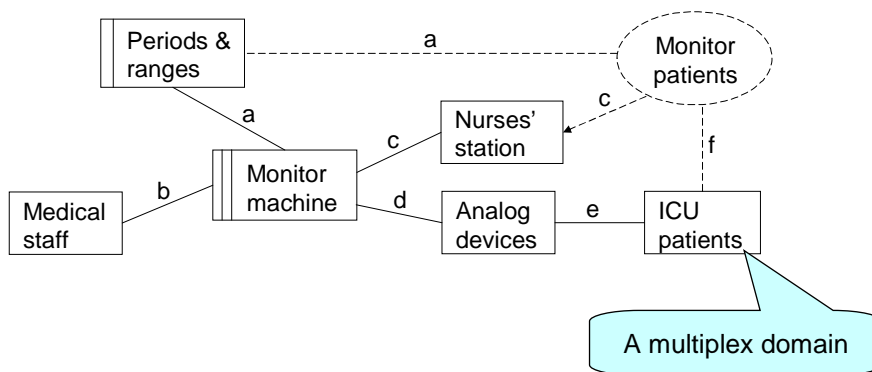 Periods &
ranges
a
Monitor
patients
a
c
Nurses'
station
c
f
Monitor
machine
b
Medical
staff
d
Analog
devices
e
ICU
patients
A multiplex domain